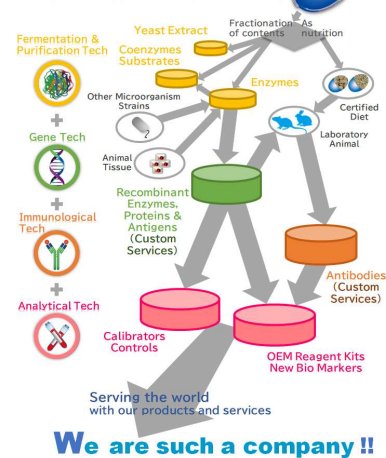 Fractionation
of contents
As
nutrition
Yeast Extract
Coenzymes
Substrates
Enzymes
Other Microorganism
Strains
Animal
Tissue
Certified
Diet
Laboratory
Animal
Fermentation &
Purification Tech
+
Gene Tech
+
Immunological
Tech
+
Analytical Tech
Recombinant
Enzymes,
Proteins &
Antigens
(Custom
Services)
Antibodies
(Custom
Services)
Calibrators
Controls
OEM Reagent Kits
New Bio Markers
Serving the world
with our products and services
We are such a company !!